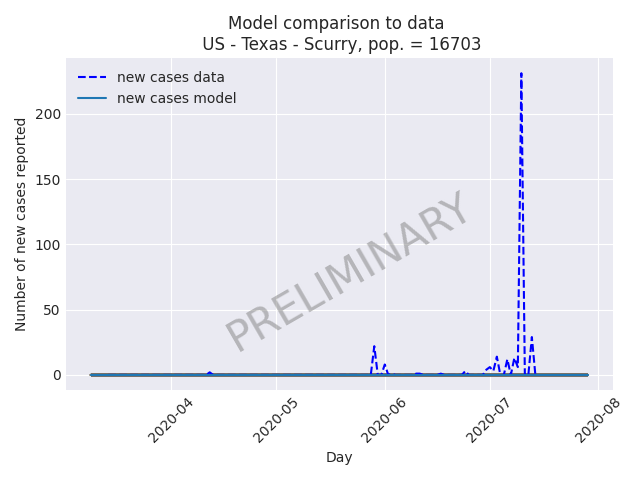 Model comparison to data
US - Texas - Scurry, pop. = 16703
new cases data
new cases model
Number of new cases reported
200
150
100
50
0
PRELIMINARY
2020-04
2020-05
2020-06
2020-07
2020-08
Day